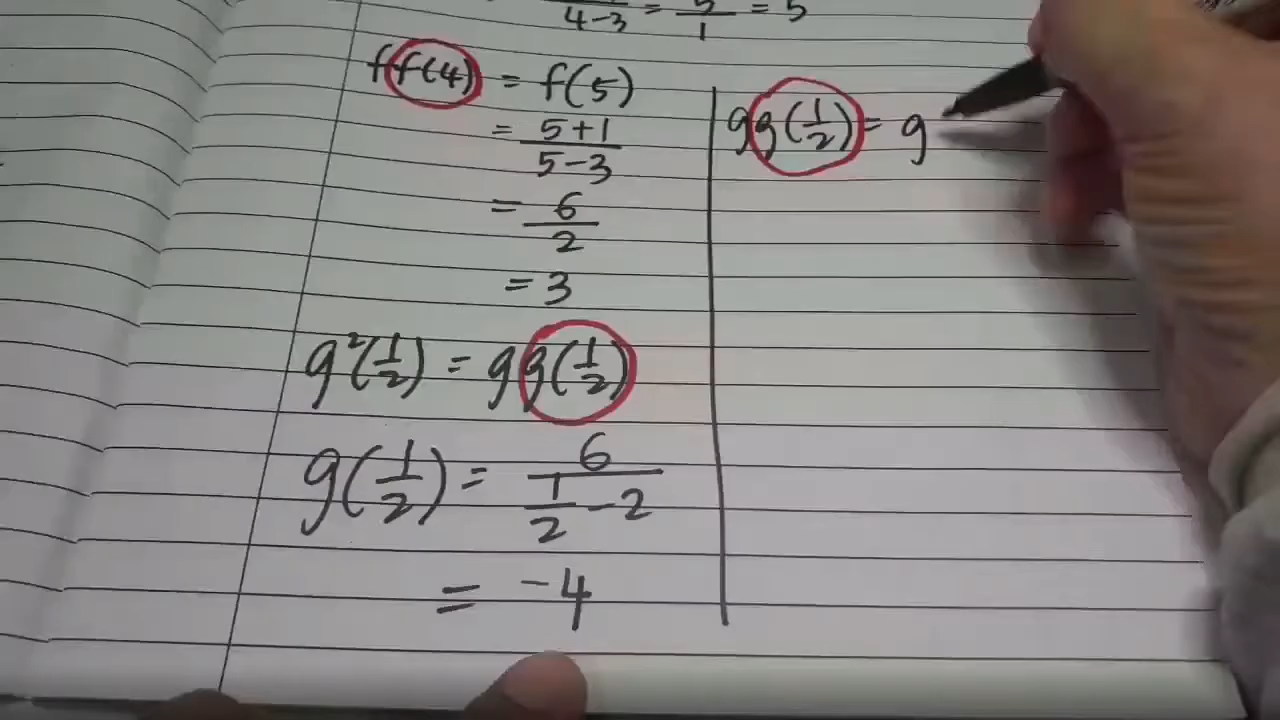 5/(4-3) = 5/1 = 5
ff(4) = f(5)
= (5+1)/(5-3)
= 6/2
= 3
g²(1/2) = gg(1/2)
g(1/2) = 6/(1/2 - 2)
= -4
gg(1/2) = g